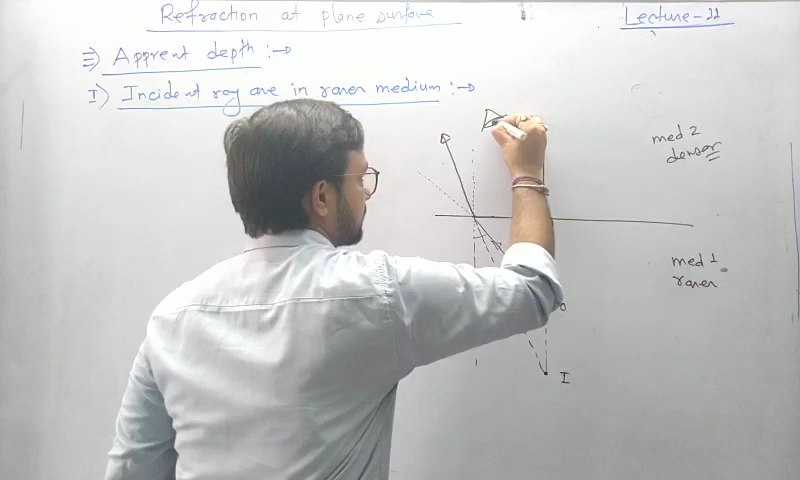 Refraction at plane surface
Lecture-11
⇒) Apprent depth :→
I) Incident ray are in rarer medium :→
med 2
denser
med 1
rarer
O
I